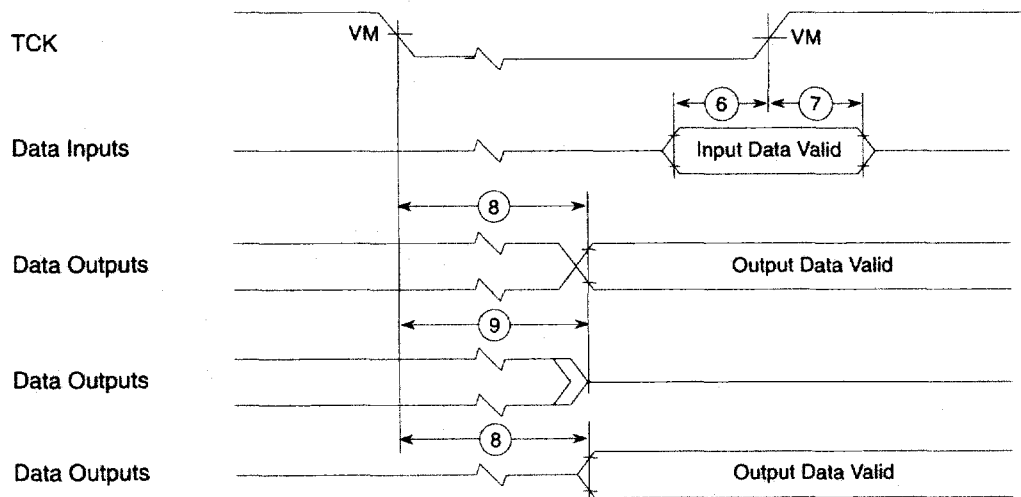 TCK
VM
VM
6
7
Data Inputs
Input Data Valid
8
Data Outputs
Output Data Valid
9
Data Outputs
8
Data Outputs
Output Data Valid